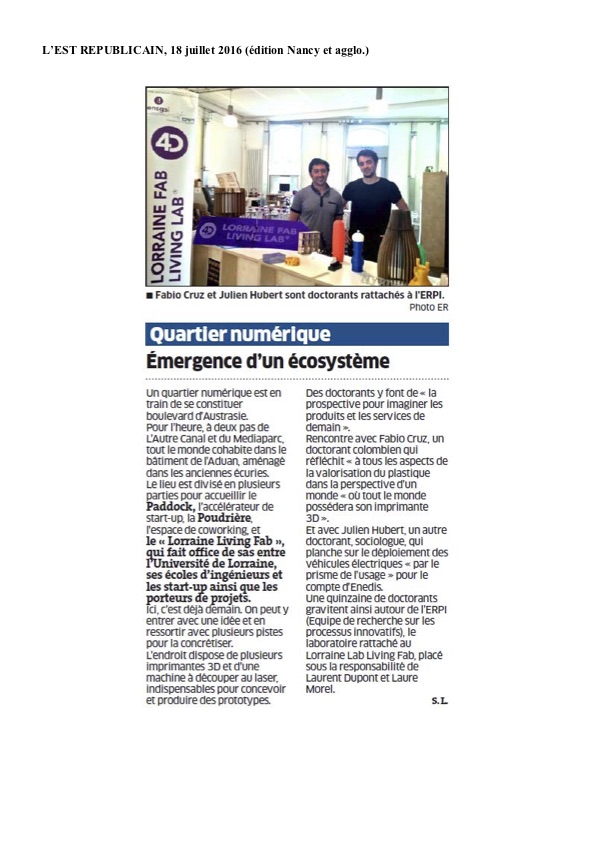 L'EST REPUBLICAIN, 18 juillet 2016 (édition Nancy et agglo.)
4D
LORRAINE FAB
LIVING LAB®
4D LORRAINE FAB
LIVING LAB®
■ Fabio Cruz et Julien Hubert sont doctorants rattachés à l'ERPI.
Photo ER
Quartier numérique
Émergence d'un écosystème
Un quartier numérique est en
train de se constituer
boulevard d'Austrasie.
Pour l'heure, à deux pas de
L'Autre Canal et du Mediaparc,
tout le monde cohabite dans le
bâtiment de l'Aduan, aménagé
dans les anciennes écuries.
Le lieu est divisé en plusieurs
parties pour accueillir le
Paddock, l'accélérateur de
start-up, la Poudrière,
l'espace de coworking, et
le « Lorraine Living Fab »,
qui fait office de sas entre
l'Université de Lorraine,
ses écoles d'ingénieurs et
les start-up ainsi que les
porteurs de projets.
Ici, c'est déjà demain. On peut y
entrer avec une idée et en
ressortir avec plusieurs pistes
pour la concrétiser.
L'endroit dispose de plusieurs
imprimantes 3D et d'une
machine à découper au laser,
indispensables pour concevoir
et produire des prototypes.
Des doctorants y font de « la
prospective pour imaginer les
produits et les services de
demain ».
Rencontre avec Fabio Cruz, un
doctorant colombien qui
réfléchit « à tous les aspects de
la valorisation du plastique
dans la perspective d'un
monde « où tout le monde
possédera son imprimante
3D ».
Et avec Julien Hubert, un autre
doctorant, sociologue, qui
planche sur le déploiement des
véhicules électriques « par le
prisme de l'usage » pour le
compte d'Enedis.
Une quinzaine de doctorants
gravitent ainsi autour de l'ERPI
(Equipe de recherche sur les
processus innovatifs), le
laboratoire rattaché au
Lorraine Lab Living Fab, placé
sous la responsabilité de
Laurent Dupont et Laure
Morel.
S.L.